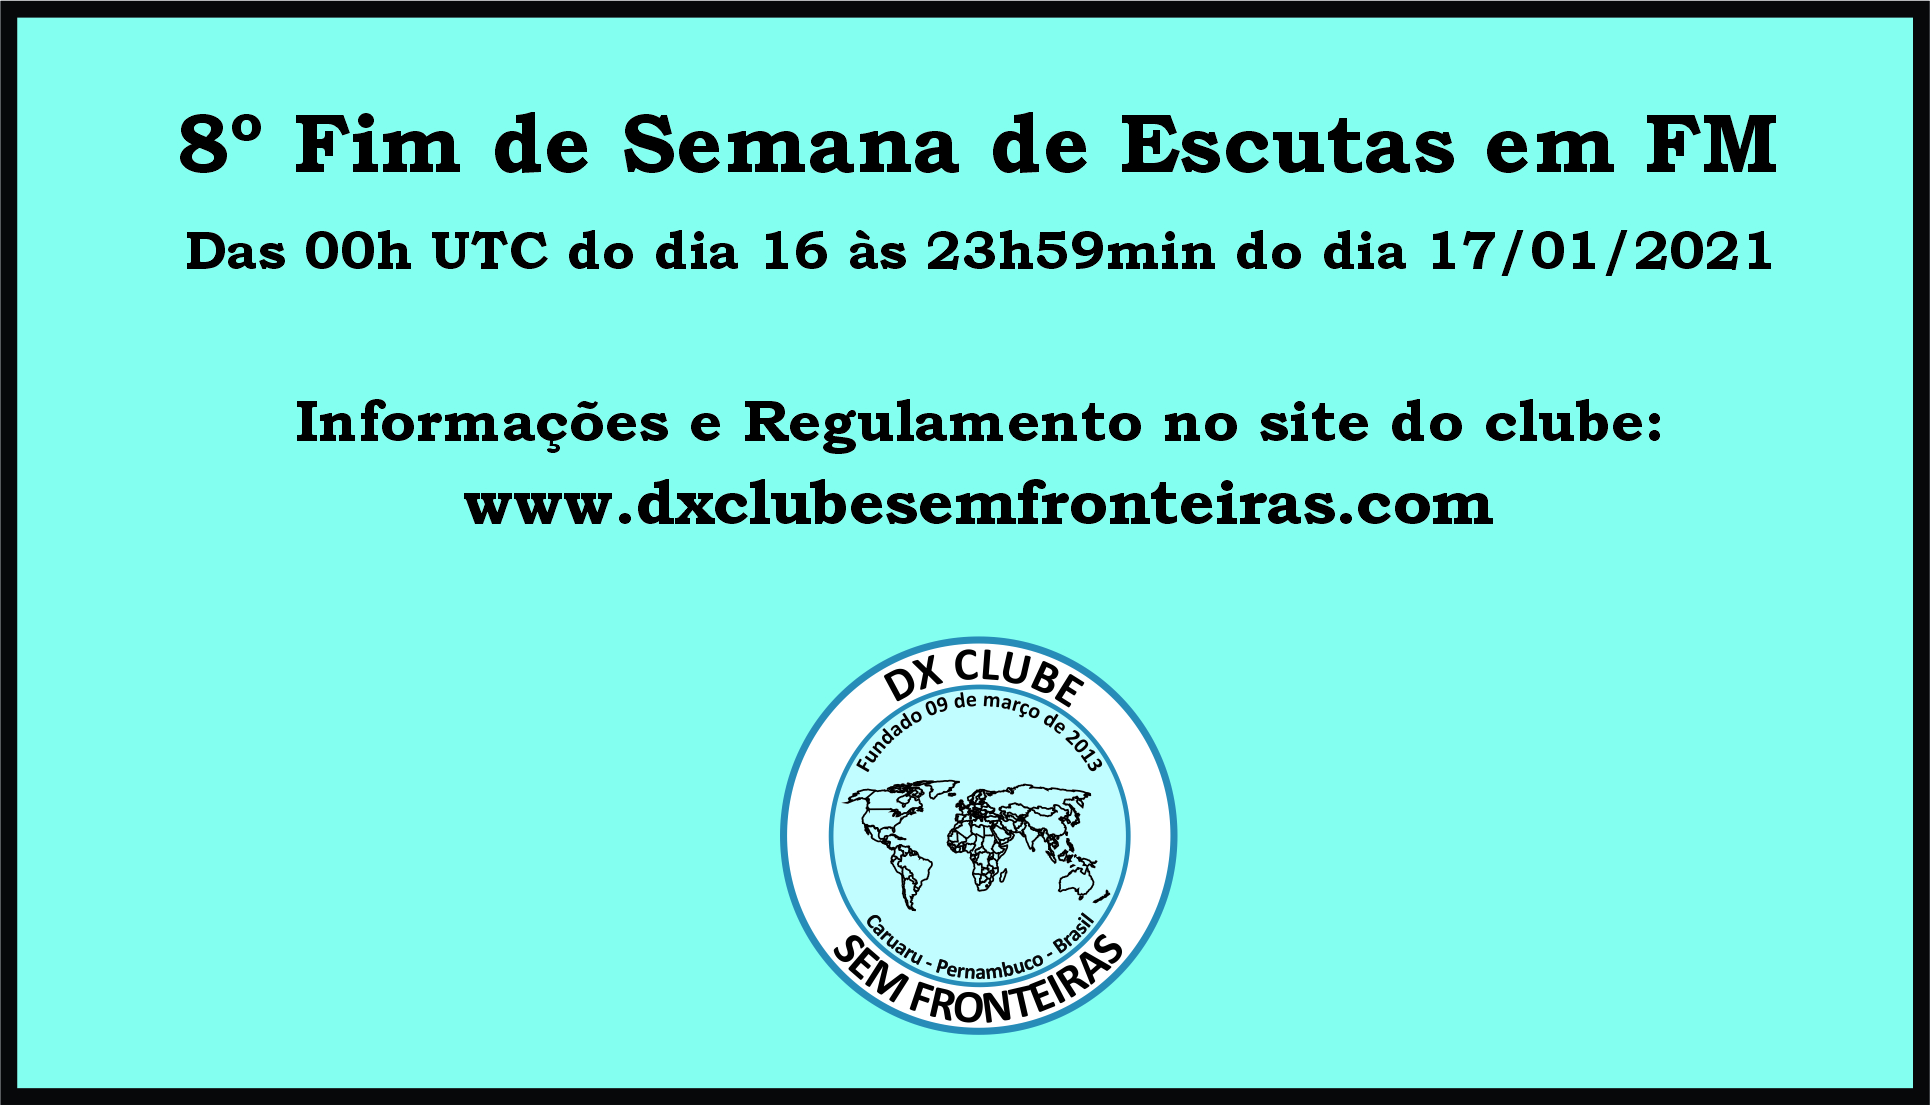 8º Fim de Semana de Escutas em FM
Das 00h UTC do dia 16 às 23h59min do dia 17/01/2021
Informações e Regulamento no site do clube:
www.dxclubesemfronteiras.com
DX CLUBE
Fundado 09 de março de 2013
Caruaru - Pernambuco - Brasil
SEM FRONTEIRAS